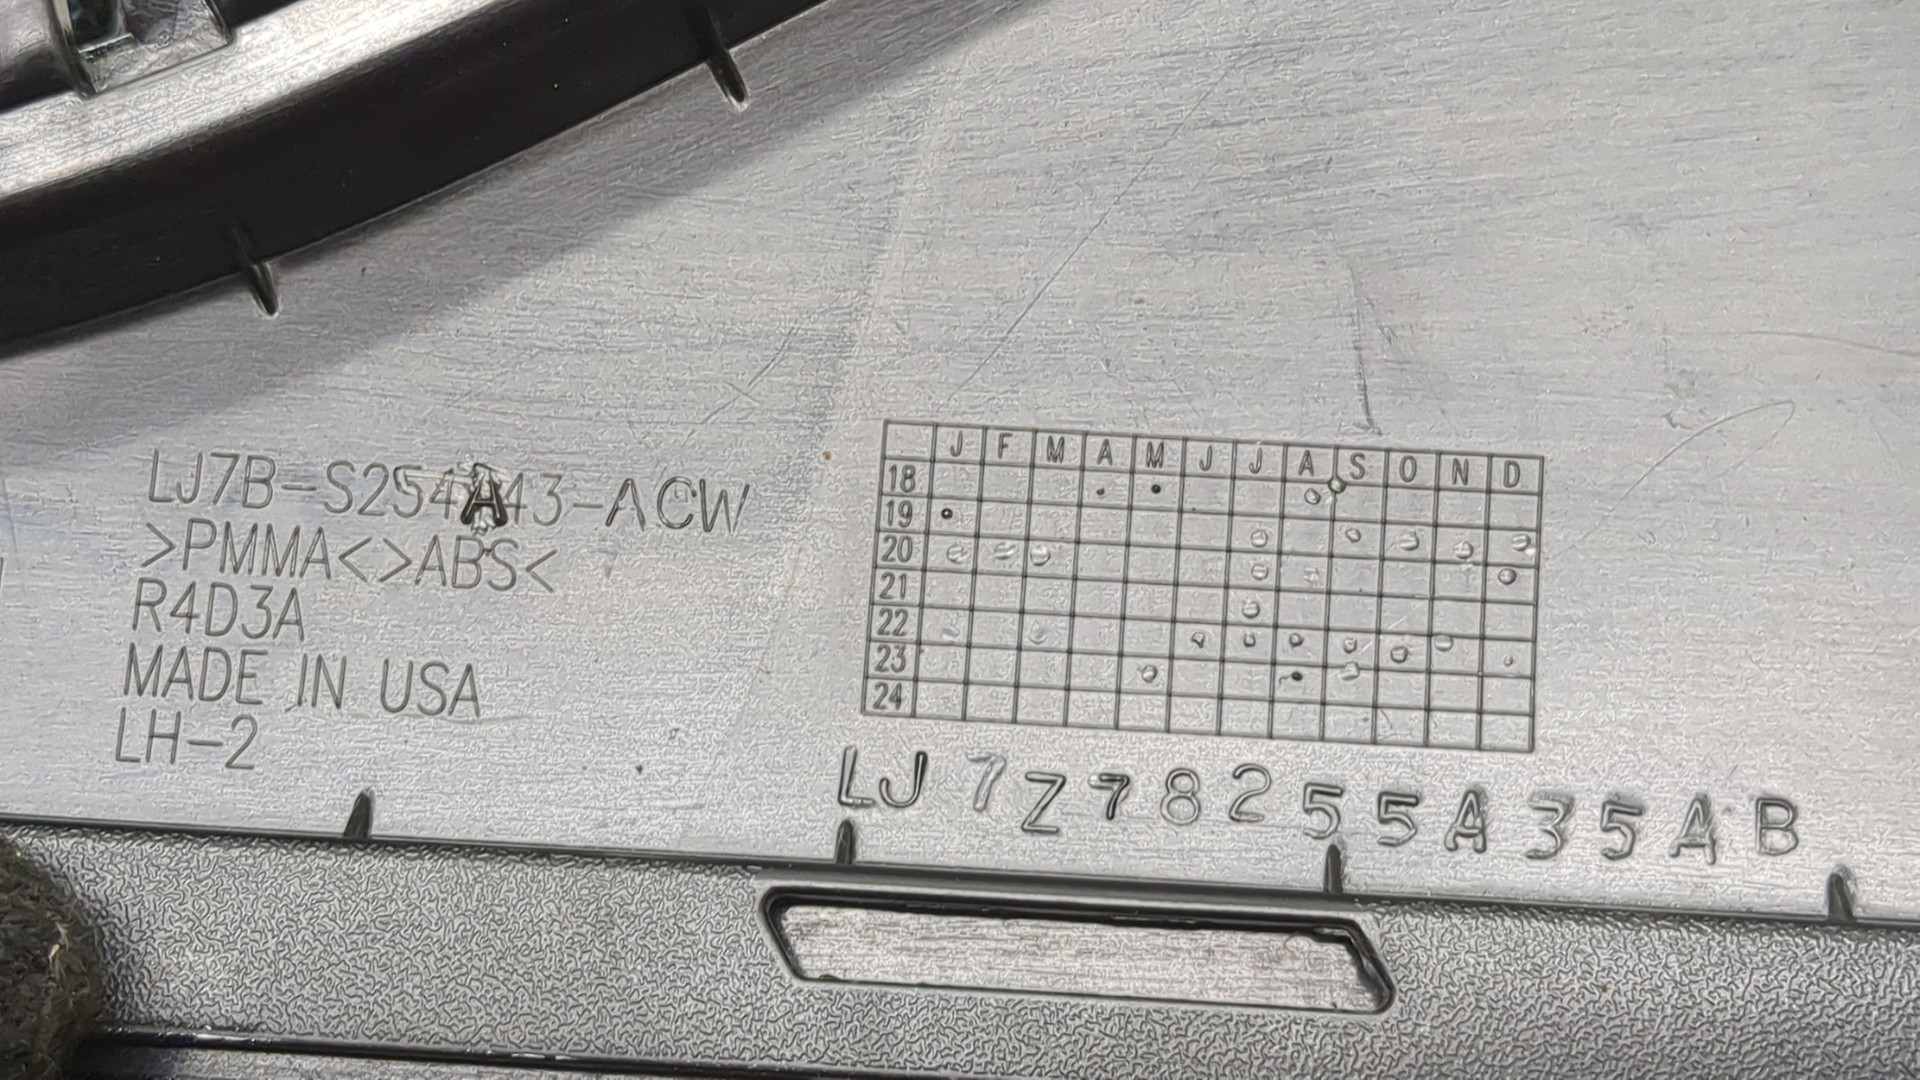 LJ7B-S254A43-ACW
>PMMA<>ABS<
R4D3A
MADE IN USA
LH-2
J F M A M J J A S O N D
18
19
20
21
22
23
24
LJ7Z78255A35AB